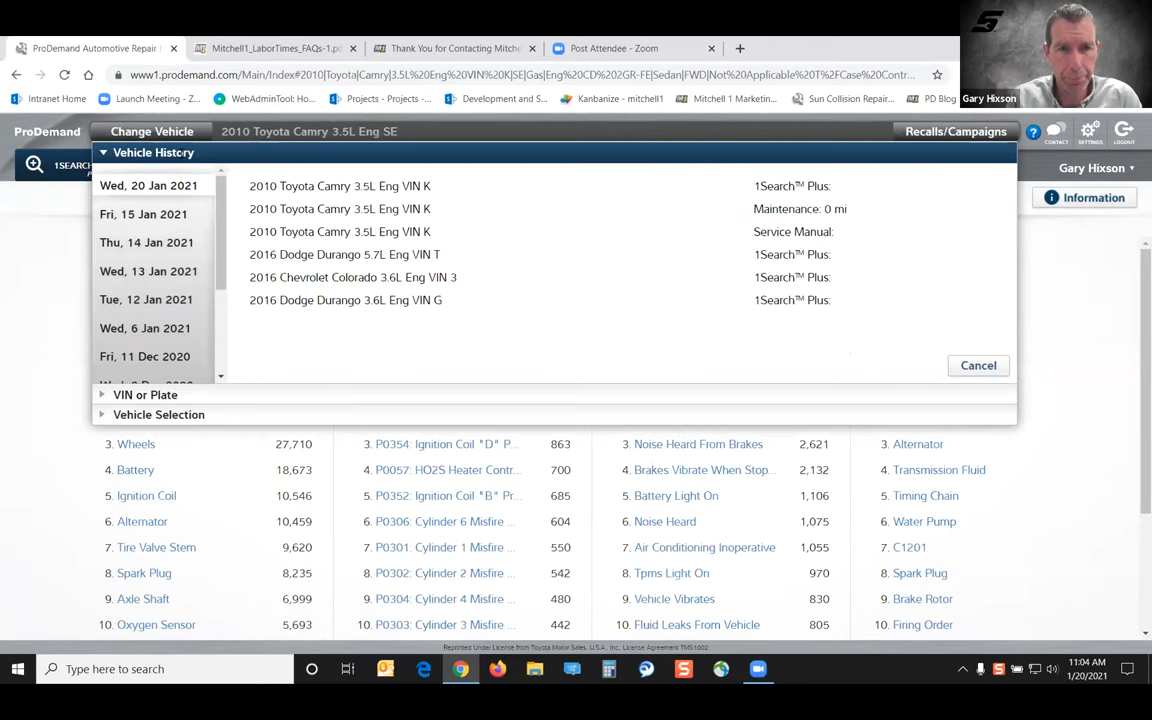 ProDemand Automotive Repair I
Mitchell1_LaborTimes_FAQs-1.pd
Thank You for Contacting Mitche
Post Attendee - Zoom
www1.prodemand.com/Main/Index#2010|Toyota|Camry|3.5L%20Eng%20VIN%20K|SE|Gas|Eng%20CD%202GR-FE|Sedan|FWD|Not%20Applicable%20T%2FCase%20Contr...
Intranet Home
Launch Meeting - Z...
WebAdminTool: Ho...
Projects - Projects -...
Development and S...
Kanbanize - mitchell1
Mitchell 1 Marketin...
Sun Collision Repair...
PD Blog
Gary Hixson
ProDemand
Change Vehicle
2010 Toyota Camry 3.5L Eng SE
Recalls/Campaigns
CONTACT
SETTINGS
LOGOUT
1SEARCH
Vehicle History
Gary Hixson
Information
Wed, 20 Jan 2021
Fri, 15 Jan 2021
Thu, 14 Jan 2021
Wed, 13 Jan 2021
Tue, 12 Jan 2021
Wed, 6 Jan 2021
Fri, 11 Dec 2020
2010 Toyota Camry 3.5L Eng VIN K 1Search™ Plus:
2010 Toyota Camry 3.5L Eng VIN K Maintenance: 0 mi
2010 Toyota Camry 3.5L Eng VIN K Service Manual:
2016 Dodge Durango 5.7L Eng VIN T 1Search™ Plus:
2016 Chevrolet Colorado 3.6L Eng VIN 3 1Search™ Plus:
2016 Dodge Durango 3.6L Eng VIN G 1Search™ Plus:
Cancel
VIN or Plate
Vehicle Selection
3. Wheels 27,710
4. Battery 18,673
5. Ignition Coil 10,546
6. Alternator 10,459
7. Tire Valve Stem 9,620
8. Spark Plug 8,235
9. Axle Shaft 6,999
10. Oxygen Sensor 5,693
3. P0354: Ignition Coil "D" P... 863
4. P0057: HO2S Heater Contr... 700
5. P0352: Ignition Coil "B" Pr... 685
6. P0306: Cylinder 6 Misfire ... 604
7. P0301: Cylinder 1 Misfire ... 550
8. P0302: Cylinder 2 Misfire ... 542
9. P0304: Cylinder 4 Misfire ... 480
10. P0303: Cylinder 3 Misfire ... 442
3. Noise Heard From Brakes 2,621
4. Brakes Vibrate When Stop... 2,132
5. Battery Light On 1,106
6. Noise Heard 1,075
7. Air Conditioning Inoperative 1,055
8. Tpms Light On 970
9. Vehicle Vibrates 830
10. Fluid Leaks From Vehicle 805
3. Alternator
4. Transmission Fluid
5. Timing Chain
6. Water Pump
7. C1201
8. Spark Plug
9. Brake Rotor
10. Firing Order
Reprinted Under License from Toyota Motor Sales, U.S.A., Inc. License Agreement TMS1002
Type here to search
11:04 AM
1/20/2021